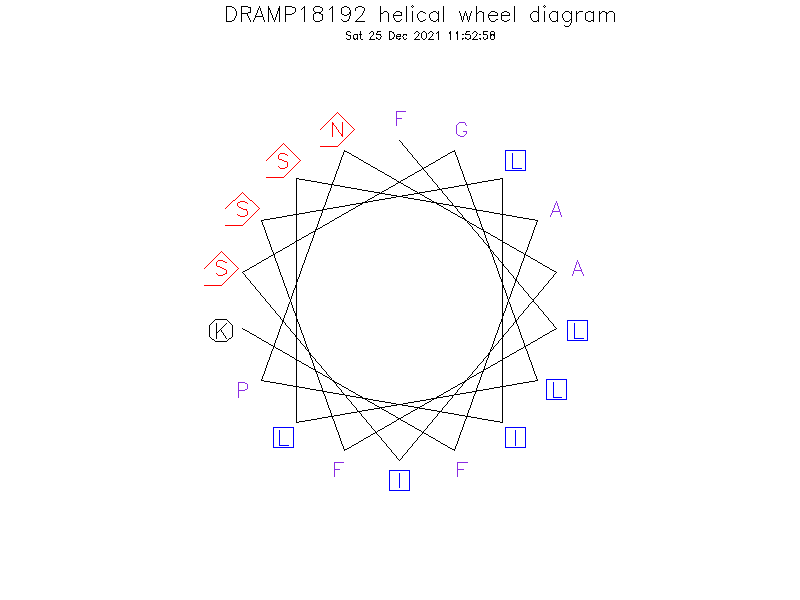 DRAMP18192 helical wheel diagram
Sat 25 Dec 2021 11:52:58
F
N G
S L
S A
S A
K L
P L
L I
F F
I